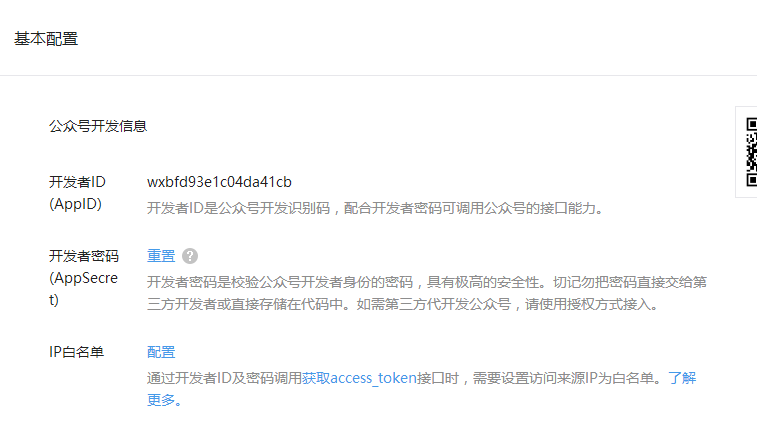 基本配置
公众号开发信息
开发者ID
(AppID)
wxbfd93e1c04da41cb
开发者ID是公众号开发识别码，配合开发者密码可调用公众号的接口能力。
开发者密码
(AppSecre
t)
重置 ?
开发者密码是校验公众号开发者身份的密码，具有极高的安全性。切记勿把密码直接交给第
三方开发者或直接存储在代码中。如需第三方代开发公众号，请使用授权方式接入。
IP白名单
配置
通过开发者ID及密码调用获取access_token接口时，需要设置访问来源IP为白名单。了解
更多。